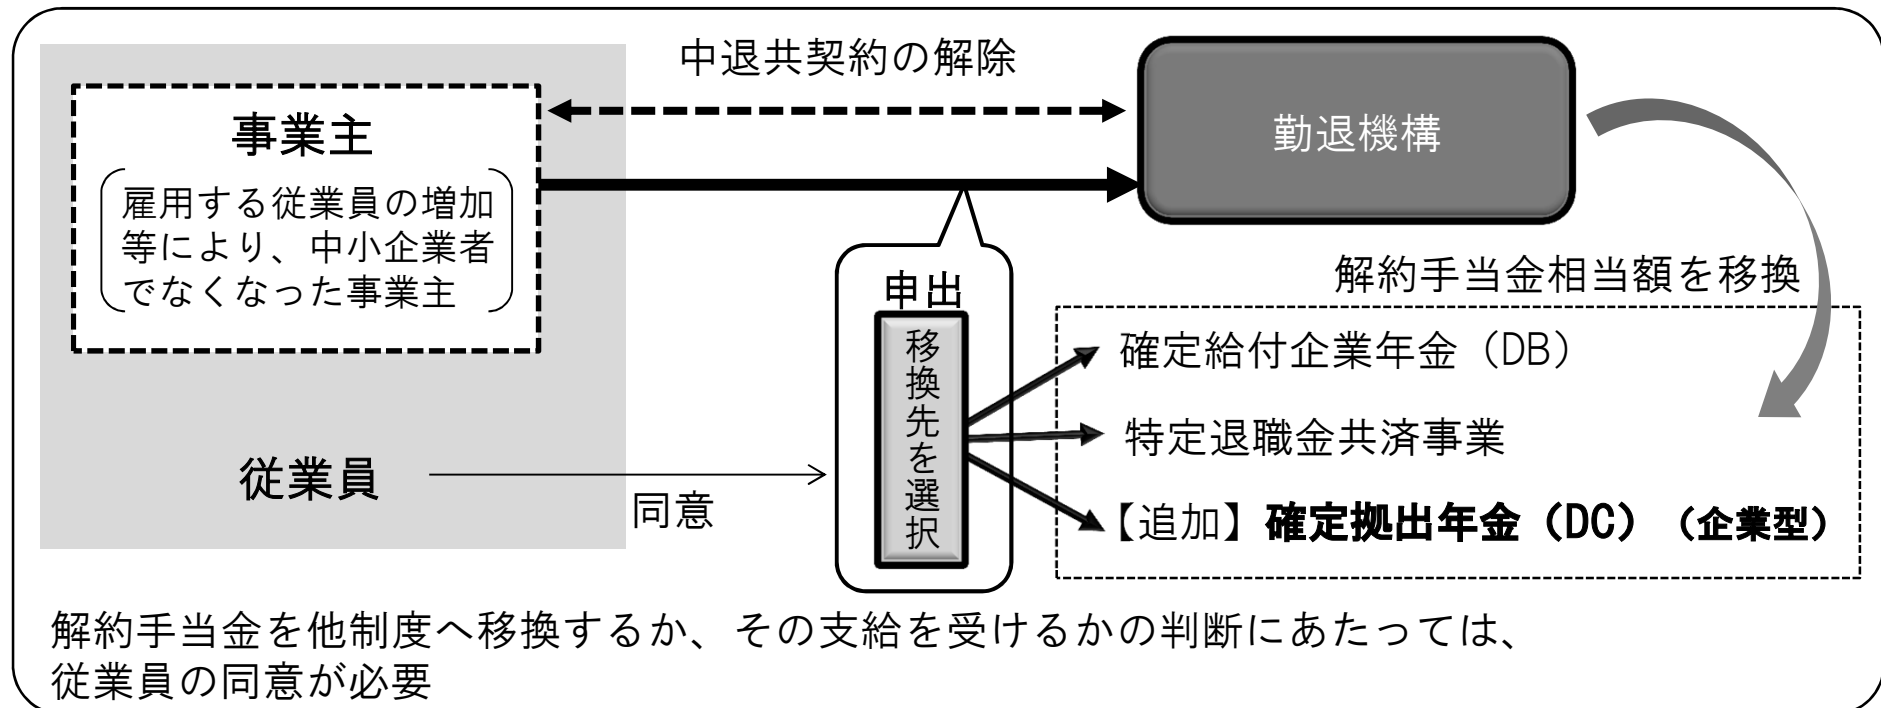 中退共契約の解除
事業主
雇用する従業員の増加
等により、中小企業者
でなくなった事業主
勤退機構
解約手当金相当額を移換
申出
移換先を選択
確定給付企業年金（DB）
特定退職金共済事業
【追加】確定拠出年金（DC）（企業型）
従業員
同意
解約手当金を他制度へ移換するか、その支給を受けるかの判断にあたっては、
従業員の同意が必要